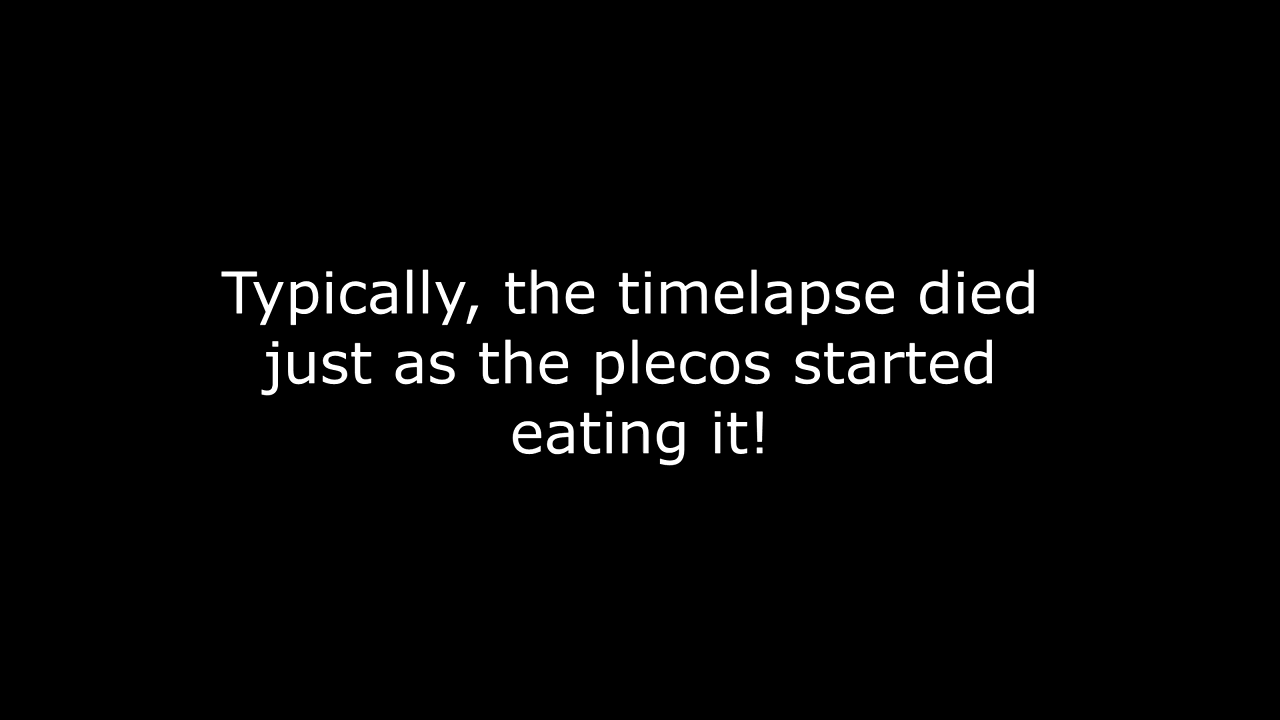 Typically, the timelapse died
just as the plecos started
eating it!